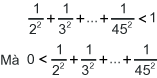 1/2² + 1/3² + ... + 1/45² < 1
Mà 0 < 1/2² + 1/3² + ... + 1/45²